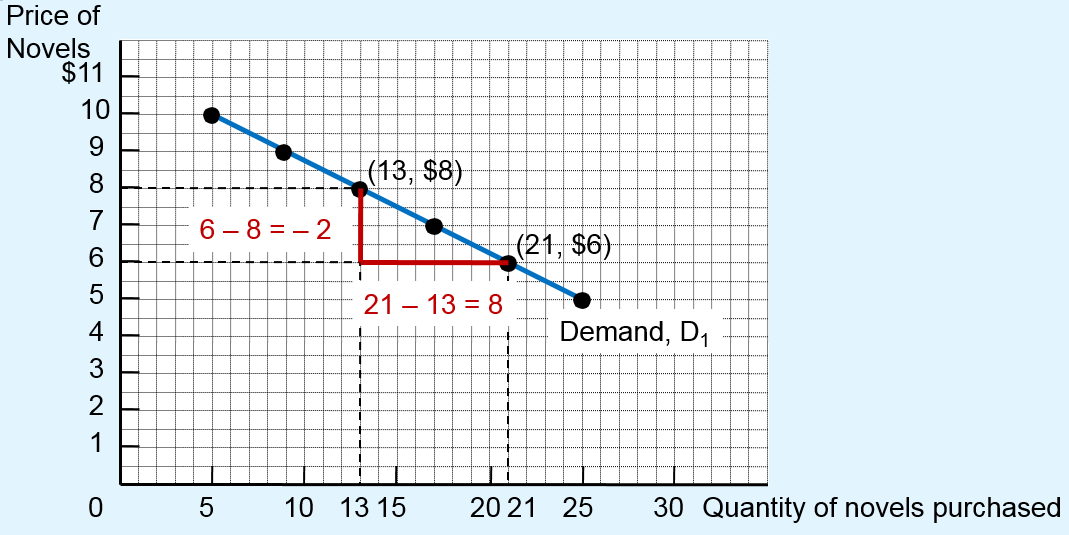 Price of
Novels
$11
10
9
8
7
6
5
4
3
2
1
(13, $8)
6 – 8 = – 2
(21, $6)
21 – 13 = 8
Demand, D₁
0 5 10 13 15 20 21 25 30 Quantity of novels purchased